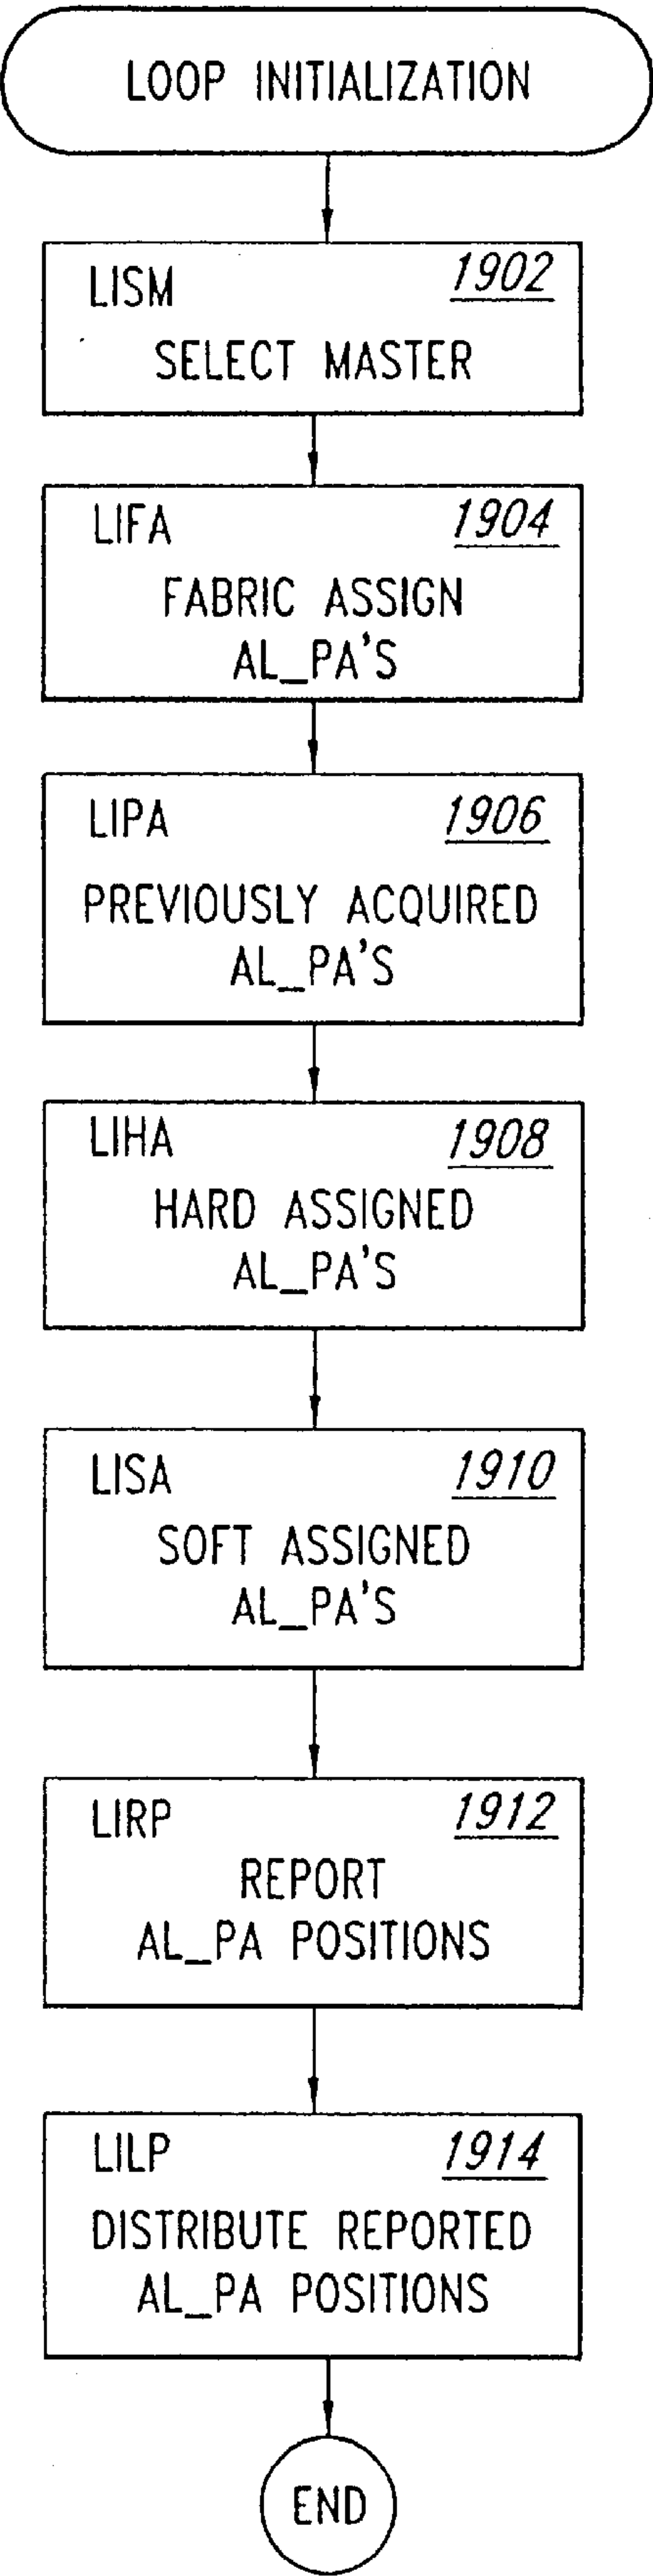 LOOP INITIALIZATION
LISM 1902
SELECT MASTER
LIFA 1904
FABRIC ASSIGN
AL_PA'S
LIPA 1906
PREVIOUSLY ACQUIRED
AL_PA'S
LIHA 1908
HARD ASSIGNED
AL_PA'S
LISA 1910
SOFT ASSIGNED
AL_PA'S
LIRP 1912
REPORT
AL_PA POSITIONS
LILP 1914
DISTRIBUTE REPORTED
AL_PA POSITIONS
END